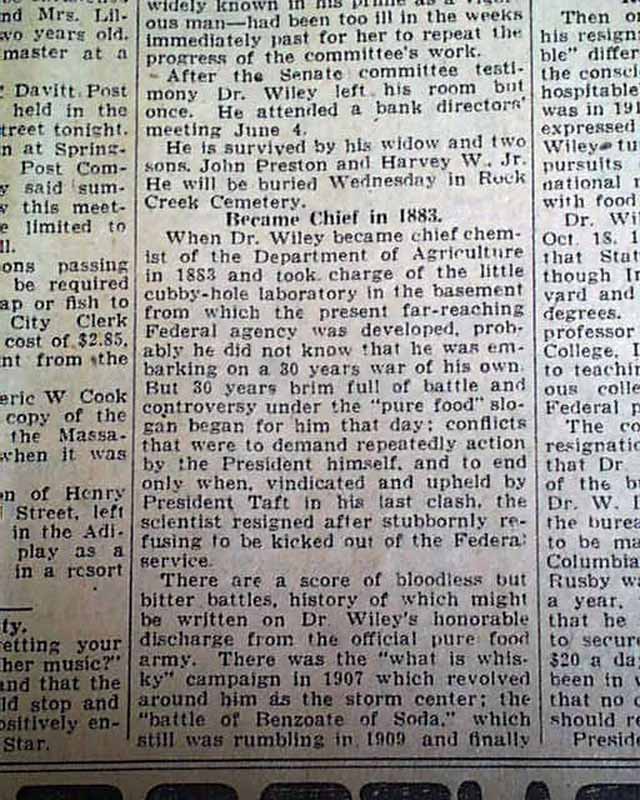 nd Mrs. Lil-
wo years old.
master at a
Davitt Post
held in the
treet tonight.
n at Spring-
Post Com-
y said sum-
w this meet-
e limited to
ll.
ons passing
be required
ap or fish to
City Clerk
cost of $2.85,
nt from the
eric W Cook
copy of the
the Massa-
when it was
on of Henry
Street, left
in the Adi-
play as a
in a resort
ty.
etting your
her music?"
and that the
ld stop and
ositively en-
Star.
widely known in his prime as a vigor-
ous man—had been too ill in the weeks
immediately past for her to repeat the
progress of the committee's work.
After the Senate committee testi-
mony Dr. Wiley left his room but
once. He attended a bank directors'
meeting June 4.
He is survived by his widow and two
sons, John Preston and Harvey W., Jr.
He will be buried Wednesday in Rock
Creek Cemetery.
Became Chief in 1883.
When Dr. Wiley became chief chem-
ist of the Department of Agriculture
in 1883 and took charge of the little
cubby-hole laboratory in the basement
from which the present far-reaching
Federal agency was developed, prob-
ably he did not know that he was em-
barking on a 30 years war of his own.
But 30 years brim full of battle and
controversy under the "pure food" slo-
gan began for him that day; conflicts
that were to demand repeatedly action
by the President himself, and to end
only when, vindicated and upheld by
President Taft in his last clash, the
scientist resigned after stubbornly re-
fusing to be kicked out of the Federal
service.
There are a score of bloodless but
bitter battles, history of which might
be written on Dr. Wiley's honorable
discharge from the official pure food
army. There was the "what is whis-
ky" campaign in 1907 which revolved
around him as the storm center; the
"battle of Benzoate of Soda," which
still was rumbling in 1909 and finally
Then o
his resign
ble" differ
the consci
hospitable
was in 191
expressed
Wiley tu
pursuits
national
with food
Dr. Wi
Oct. 18, 1
that Stat
though In
vard and
degrees.
professor
College, I
to teachin
ous colle
Federal p
The co
resignatio
that Dr.
of the bu
Dr. W. I
the burea
to be ma
Columbia
Rusby wa
a year,
that he
to secure
$20 a da
been in v
that no c
should re
Preside